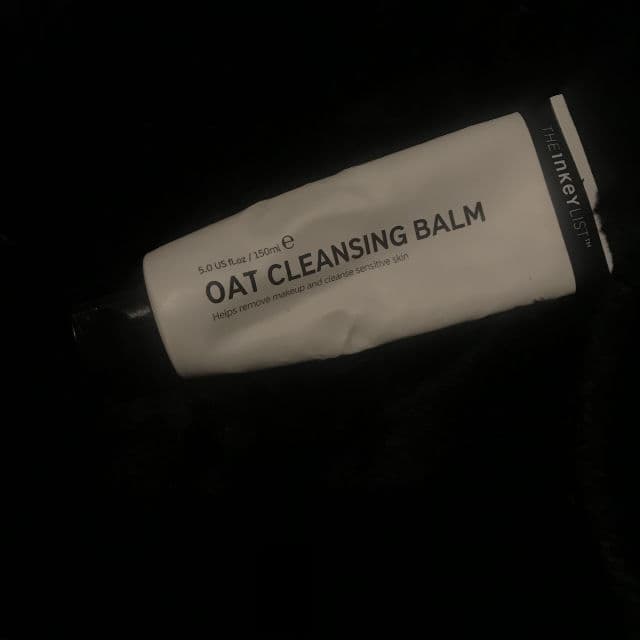 5.0 US fl.oz / 150ml ℮
OAT CLEANSING BALM
Helps remove makeup and cleanse sensitive skin
THE INKEY LIST™